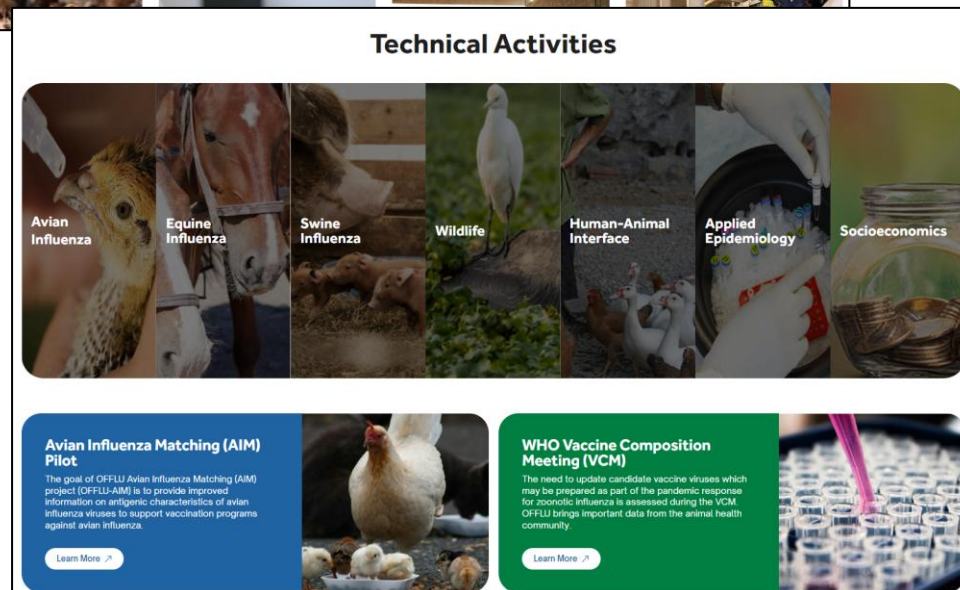 Technical Activities
Avian
Influenza
Equine
Influenza
Swine
Influenza
Wildlife
Human-Animal
Interface
Applied
Epidemiology
Socioeconomics
Avian Influenza Matching (AIM)
Pilot
The goal of OFFLU Avian Influenza Matching (AIM)
project (OFFLU-AIM) is to provide improved
information on antigenic characteristics of avian
influenza viruses to support vaccination programs
against avian influenza.
Learn More ↗
WHO Vaccine Composition
Meeting (VCM)
The need to update candidate vaccine viruses which
may be prepared as part of the pandemic response
for zoonotic influenza is assessed during the VCM.
OFFLU brings important data from the animal health
community.
Learn More ↗